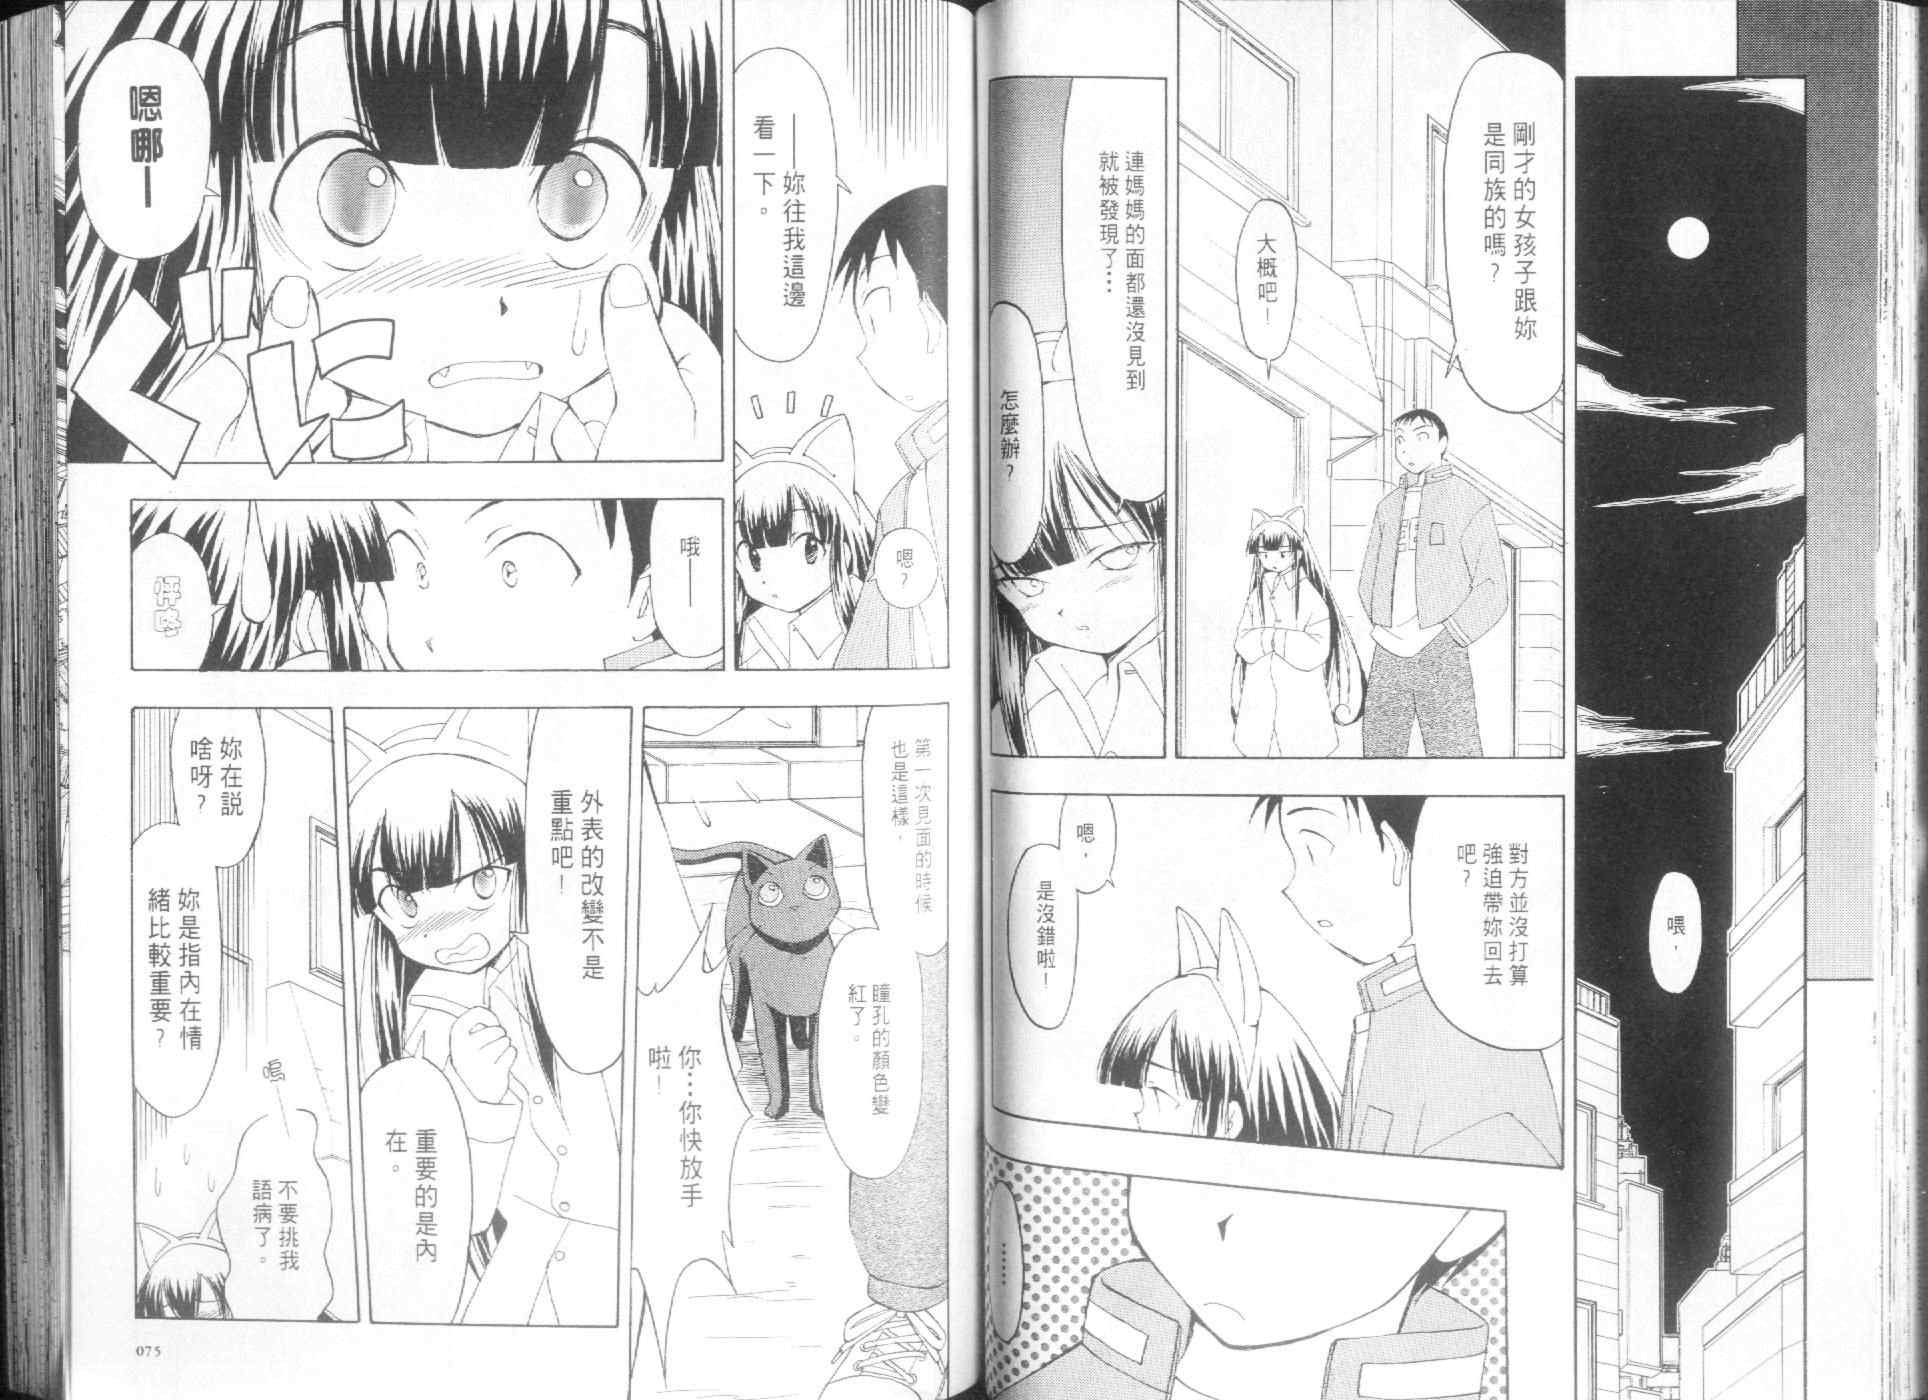 喂，
剛才的女孩子跟妳
是同族的嗎？
大概吧！
連媽媽的面都還沒見到
就被發現了…
怎麼辦？
對方並沒打算
強迫帶妳回去
吧？
嗯，
是沒錯啦！
……
——妳往我這邊
看一下。
嗯？
嗯哪—
哦——
怦咚
第一次見面的時候
也是這樣，
瞳孔的顏色變
紅了。
你…你快放手
啦！
外表的改變不是
重點吧！
重要的是內
在。
妳在說
啥呀？
妳是指內在情
緒比較重要？
嗚
不要挑我
語病了。
075